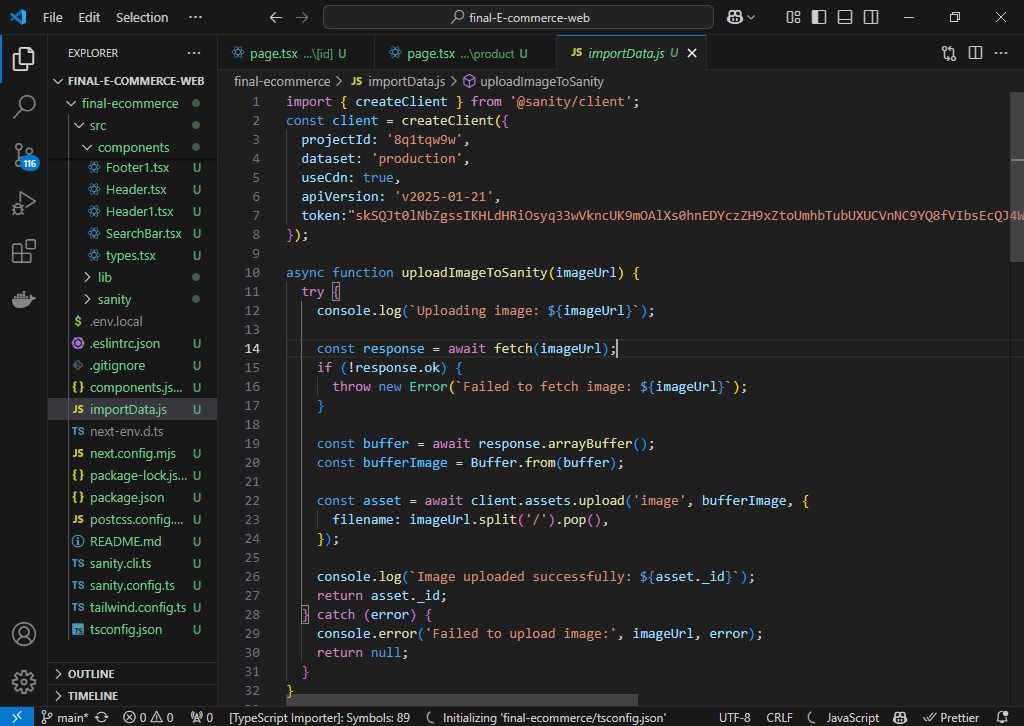 File Edit Selection ···
final-E-commerce-web
EXPLORER
FINAL-E-COMMERCE-WEB
final-ecommerce
src
components
Footer1.tsx U
Header.tsx U
Header1.tsx U
SearchBar.tsx U
types.tsx U
lib
sanity
$ .env.local
.eslintrc.json U
.gitignore U
{} components.js... U
JS importData.js U
TS next-env.d.ts
JS next.config.mjs U
{} package-lock.js... U
{} package.json U
JS postcss.config.... U
README.md U
TS sanity.cli.ts U
TS sanity.config.ts U
TS tailwind.config.ts U
TS tsconfig.json U
OUTLINE
TIMELINE
116
page.tsx ...\[id] U
page.tsx ...\product U
JS importData.js U
final-ecommerce > JS importData.js > uploadImageToSanity
1 import { createClient } from '@sanity/client';
2 const client = createClient({
3 projectId: '8q1tqw9w',
4 dataset: 'production',
5 useCdn: true,
6 apiVersion: 'v2025-01-21',
7 token:
8 });
9
10 async function uploadImageToSanity(imageUrl) {
11 try {
12 console.log(`Uploading image: ${imageUrl}`);
13
14 const response = await fetch(imageUrl);
15 if (!response.ok) {
16 throw new Error(`Failed to fetch image: ${imageUrl}`);
17 }
18
19 const buffer = await response.arrayBuffer();
20 const bufferImage = Buffer.from(buffer);
21
22 const asset = await client.assets.upload('image', bufferImage, {
23 filename: imageUrl.split('/').pop(),
24 });
25
26 console.log(`Image uploaded successfully: ${asset._id}`);
27 return asset._id;
28 } catch (error) {
29 console.error('Failed to upload image:', imageUrl, error);
30 return null;
31 }
32 }
main* 0 0 0 [TypeScript Importer]: Symbols: 89 Initializing 'final-ecommerce/tsconfig.json' UTF-8 CRLF JavaScript Prettier